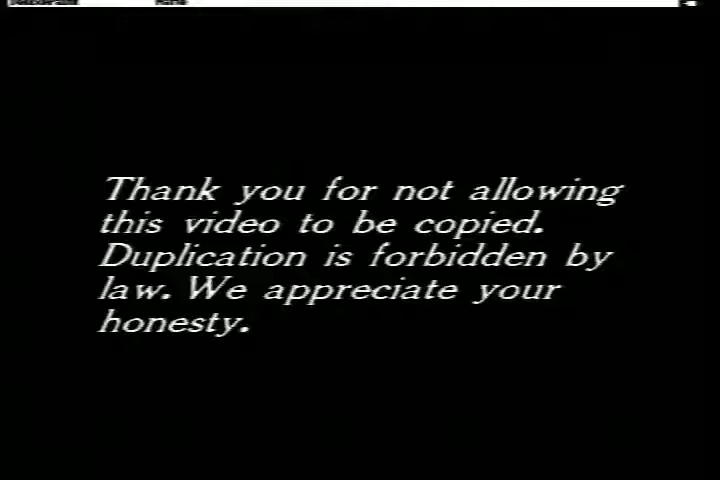 Thank you for not allowing
this video to be copied.
Duplication is forbidden by
law. We appreciate your
honesty.